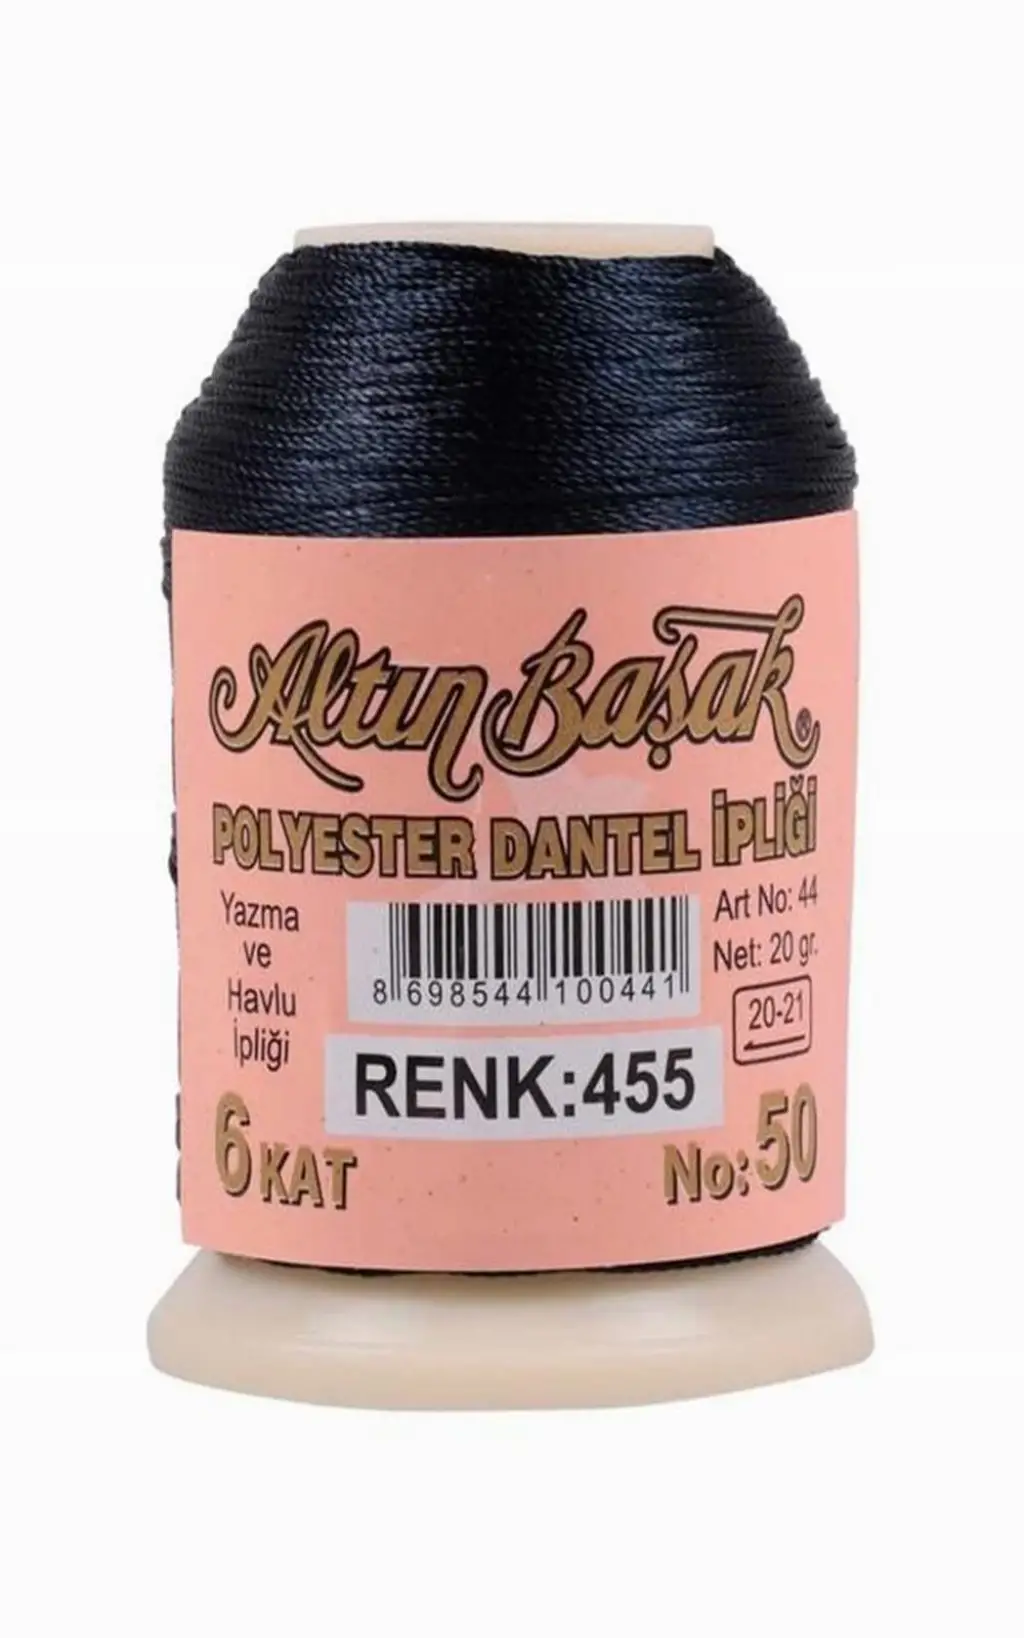 Altın Başak ®
POLYESTER DANTEL İPLİĞİ
Yazma
ve
Havlu
İpliği
8 698544 100441
Art No: 44
Net: 20 gr.
20-21
RENK:455
6 KAT
No: 50